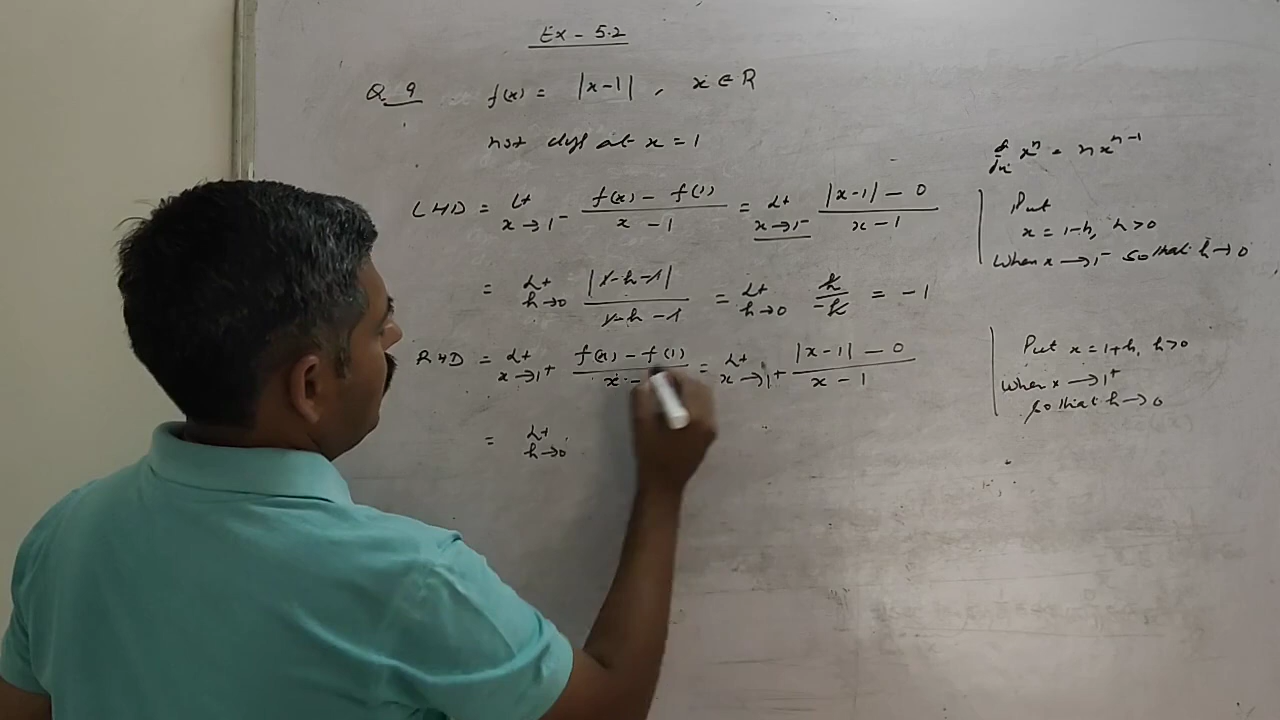 Ex - 5.2
Q 9 f(x) = |x-1| , x ∈ R
not diff at x = 1
d/dx xⁿ = nxⁿ⁻¹
LHD = Lt x→1⁻ (f(x) - f(1))/(x - 1) = Lt x→1⁻ (|x-1| - 0)/(x-1)
Put
x = 1-h, h>0
When x→1⁻ so that h→0
= Lt h→0 |1-h-1|/(1-h-1) = Lt h→0 h/-h = -1
RHD = Lt x→1⁺ (f(x) - f(1))/(x - = Lt x→1⁺ (|x-1| - 0)/(x - 1)
Put x = 1+h, h>0
When x→1⁺
so that h→0
= Lt h→0